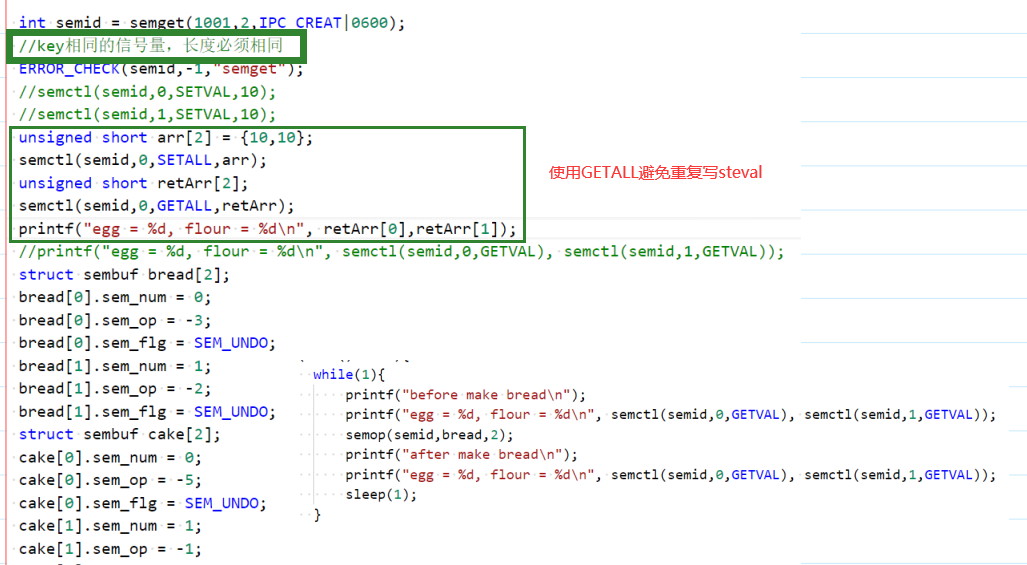 int semid = semget(1001,2,IPC_CREAT|0600);
//key相同的信号量，长度必须相同
ERROR_CHECK(semid,-1,"semget");
//semctl(semid,0,SETVAL,10);
//semctl(semid,1,SETVAL,10);
unsigned short arr[2] = {10,10};
semctl(semid,0,SETALL,arr);
unsigned short retArr[2];
semctl(semid,0,GETALL,retArr);
printf("egg = %d, flour = %d\n", retArr[0],retArr[1]);
使用GETALL避免重复写steval
//printf("egg = %d, flour = %d\n", semctl(semid,0,GETVAL), semctl(semid,1,GETVAL));
struct sembuf bread[2];
bread[0].sem_num = 0;
bread[0].sem_op = -3;
bread[0].sem_flg = SEM_UNDO;
bread[1].sem_num = 1;
bread[1].sem_op = -2;
bread[1].sem_flg = SEM_UNDO;
struct sembuf cake[2];
cake[0].sem_num = 0;
cake[0].sem_op = -5;
cake[0].sem_flg = SEM_UNDO;
cake[1].sem_num = 1;
cake[1].sem_op = -1;
while(1){
printf("before make bread\n");
printf("egg = %d, flour = %d\n", semctl(semid,0,GETVAL), semctl(semid,1,GETVAL));
semop(semid,bread,2);
printf("after make bread\n");
printf("egg = %d, flour = %d\n", semctl(semid,0,GETVAL), semctl(semid,1,GETVAL));
sleep(1);
}